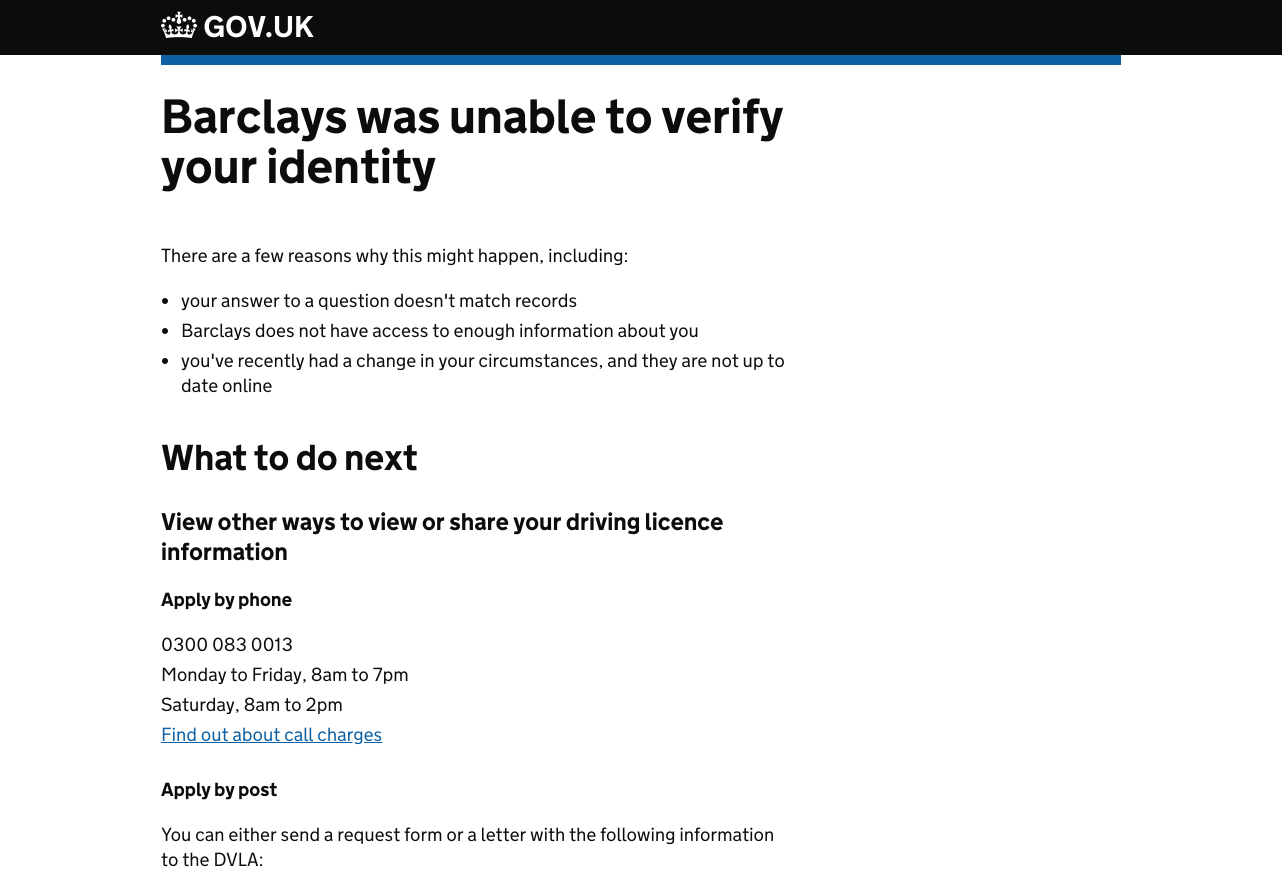 GOV.UK
Barclays was unable to verify
your identity
There are a few reasons why this might happen, including:
• your answer to a question doesn't match records
• Barclays does not have access to enough information about you
• you've recently had a change in your circumstances, and they are not up to
date online
What to do next
View other ways to view or share your driving licence
information
Apply by phone
0300 083 0013
Monday to Friday, 8am to 7pm
Saturday, 8am to 2pm
Find out about call charges
Apply by post
You can either send a request form or a letter with the following information
to the DVLA: